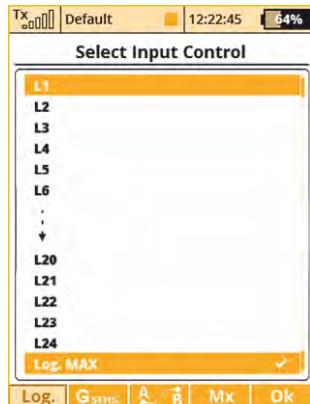 Tx Default 12:22:45 64%
Select Input Control
L1
L2
L3
L4
L5
L6
L20
L21
L22
L23
L24
Log. MAX
Log. G SENS. A B Mx Ok